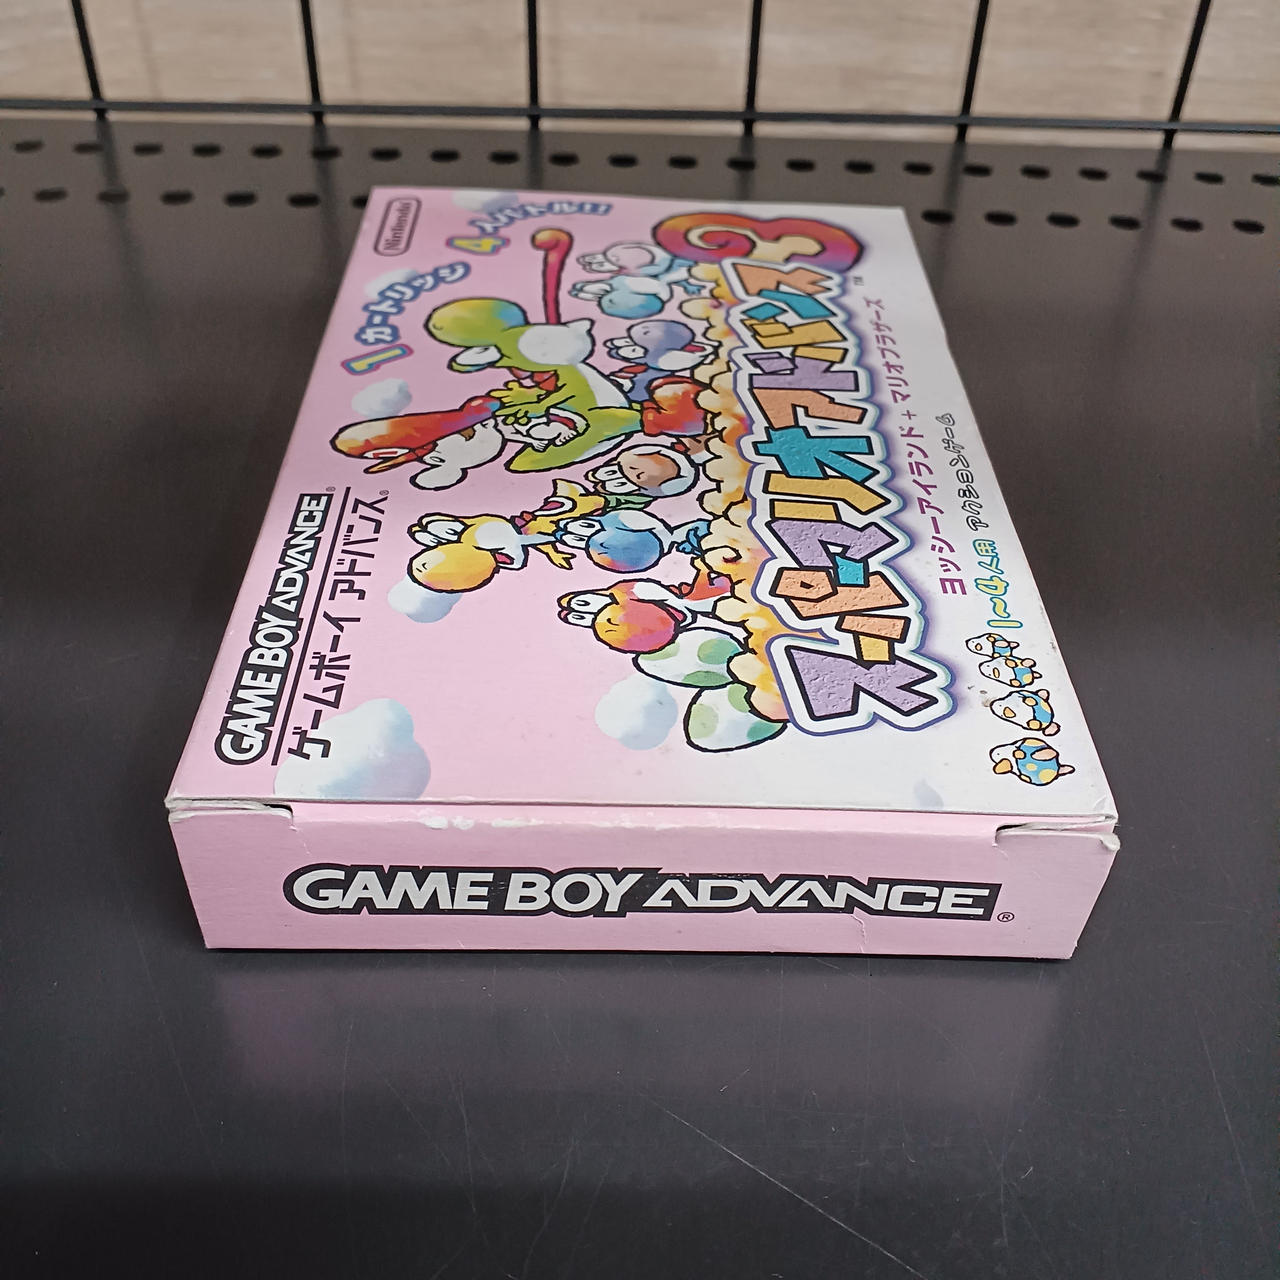 Nintendo
1カートリッジ 4人バトル!!
スーパーマリオアドバンス3
TM
ヨッシーアイランド+マリオブラザーズ
1~4人用 アクションゲーム
GAME BOY ADVANCE®
ゲームボーイアドバンス®
GAME BOY ADVANCE®